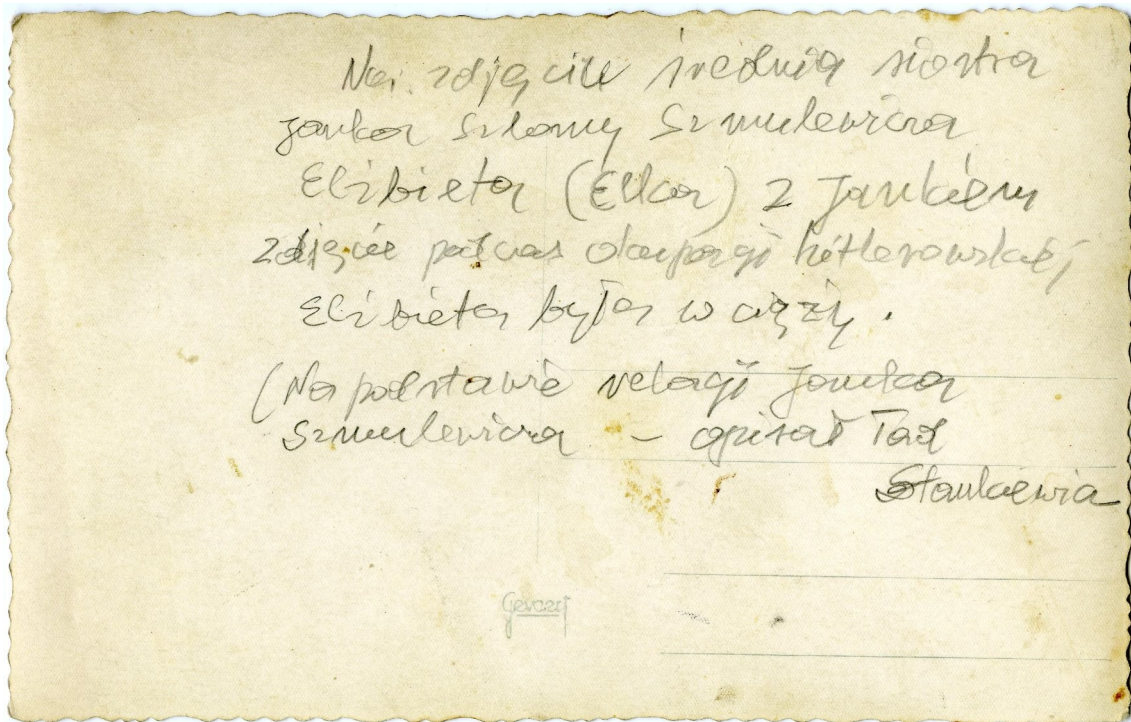 Na zdjęciu średnia siostra
Janka Szlamy Szmulewicza
Elżbieta (Elka) z Jankiem
zdjęcie podczas okupacji hitlerowskiej
Elżbieta była w ciąży.
(Na podstawie relacji Janka
Szmulewicza – opisał Tad
Stankiewicz
Gevaert